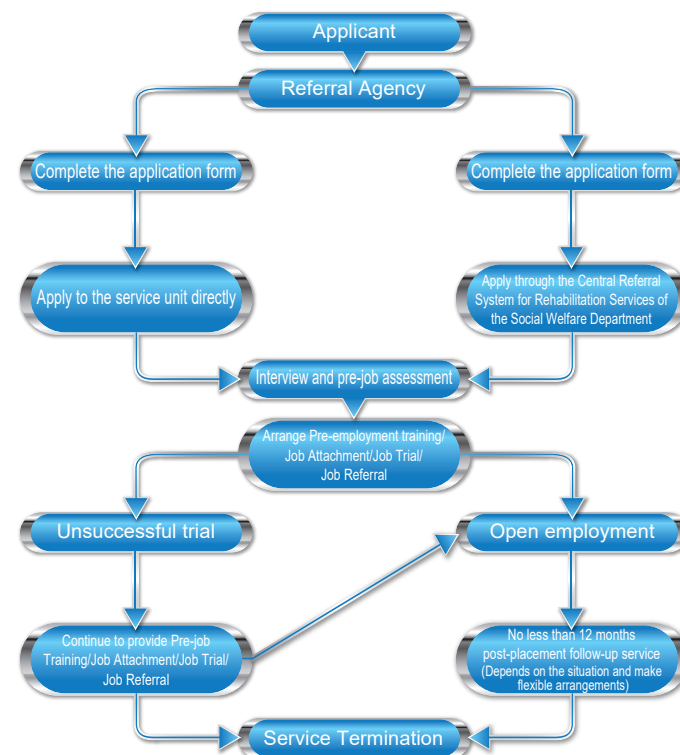 Applicant
Referral Agency
Complete the application form
Complete the application form
Apply to the service unit directly
Apply through the Central Referral
System for Rehabilitation Services of
the Social Welfare Department
Interview and pre-job assessment
Arrange Pre-employment training/
Job Attachment/Job Trial/
Job Referral
Unsuccessful trial
Open employment
Continue to provide Pre-job
Training/Job Attachment/Job Trial/
Job Referral
No less than 12 months
post-placement follow-up service
(Depends on the situation and make
flexible arrangements)
Service Termination